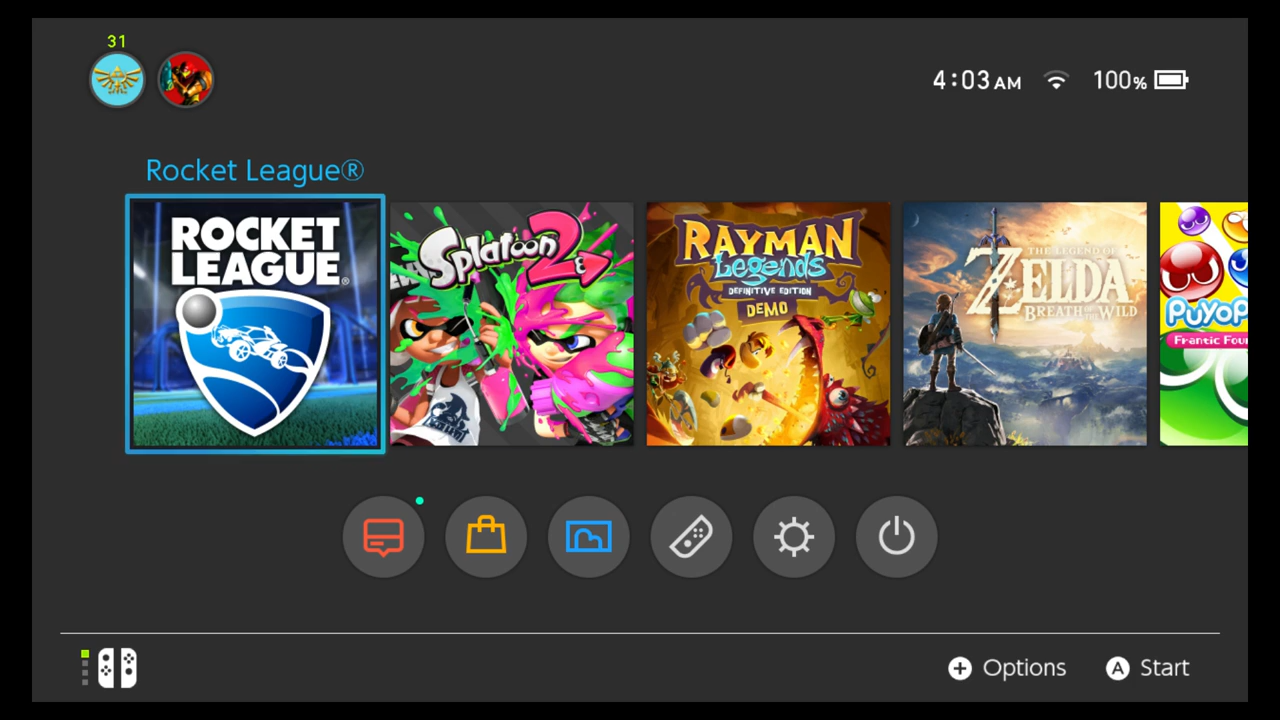 31
4:03 AM
100%
Rocket League®
ROCKET
LEAGUE®
Splatoon 2
RAYMAN
Legends
DEFINITIVE EDITION
DEMO
THE LEGEND OF
ZELDA
BREATH OF THE WILD
PUYOP
Frantic Four
Options
A Start